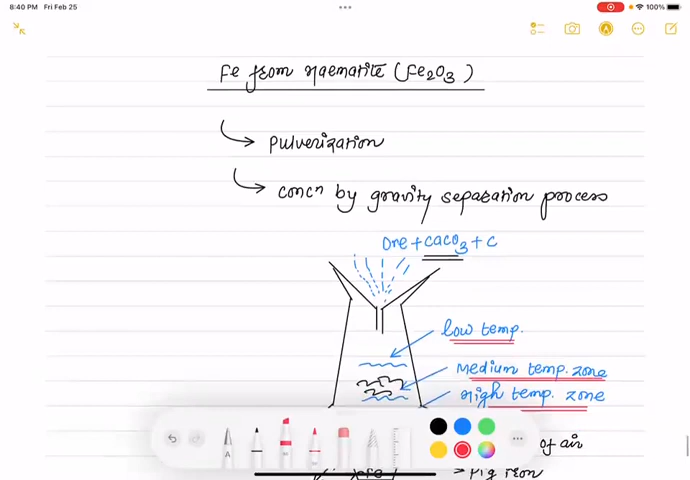 8:40 PM Fri Feb 25
100%
Fe from Haematite (Fe2O3)
Pulverization
concn by gravity separation process
Ore + CaCO3 + C
low temp.
Medium temp. zone
High temp. zone
of air
→ Pig iron